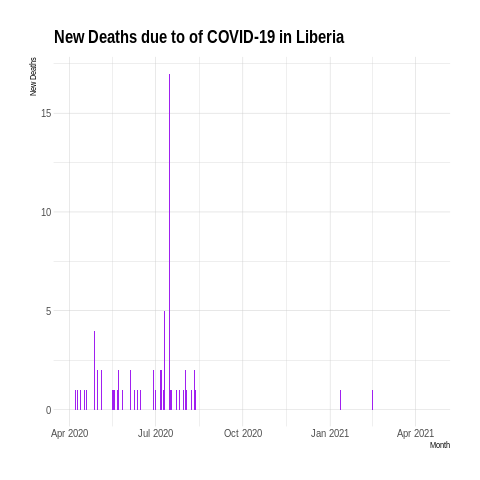 New Deaths due to of COVID-19 in Liberia
New Deaths
15
10
5
0
Apr 2020 Jul 2020 Oct 2020 Jan 2021 Apr 2021
Month